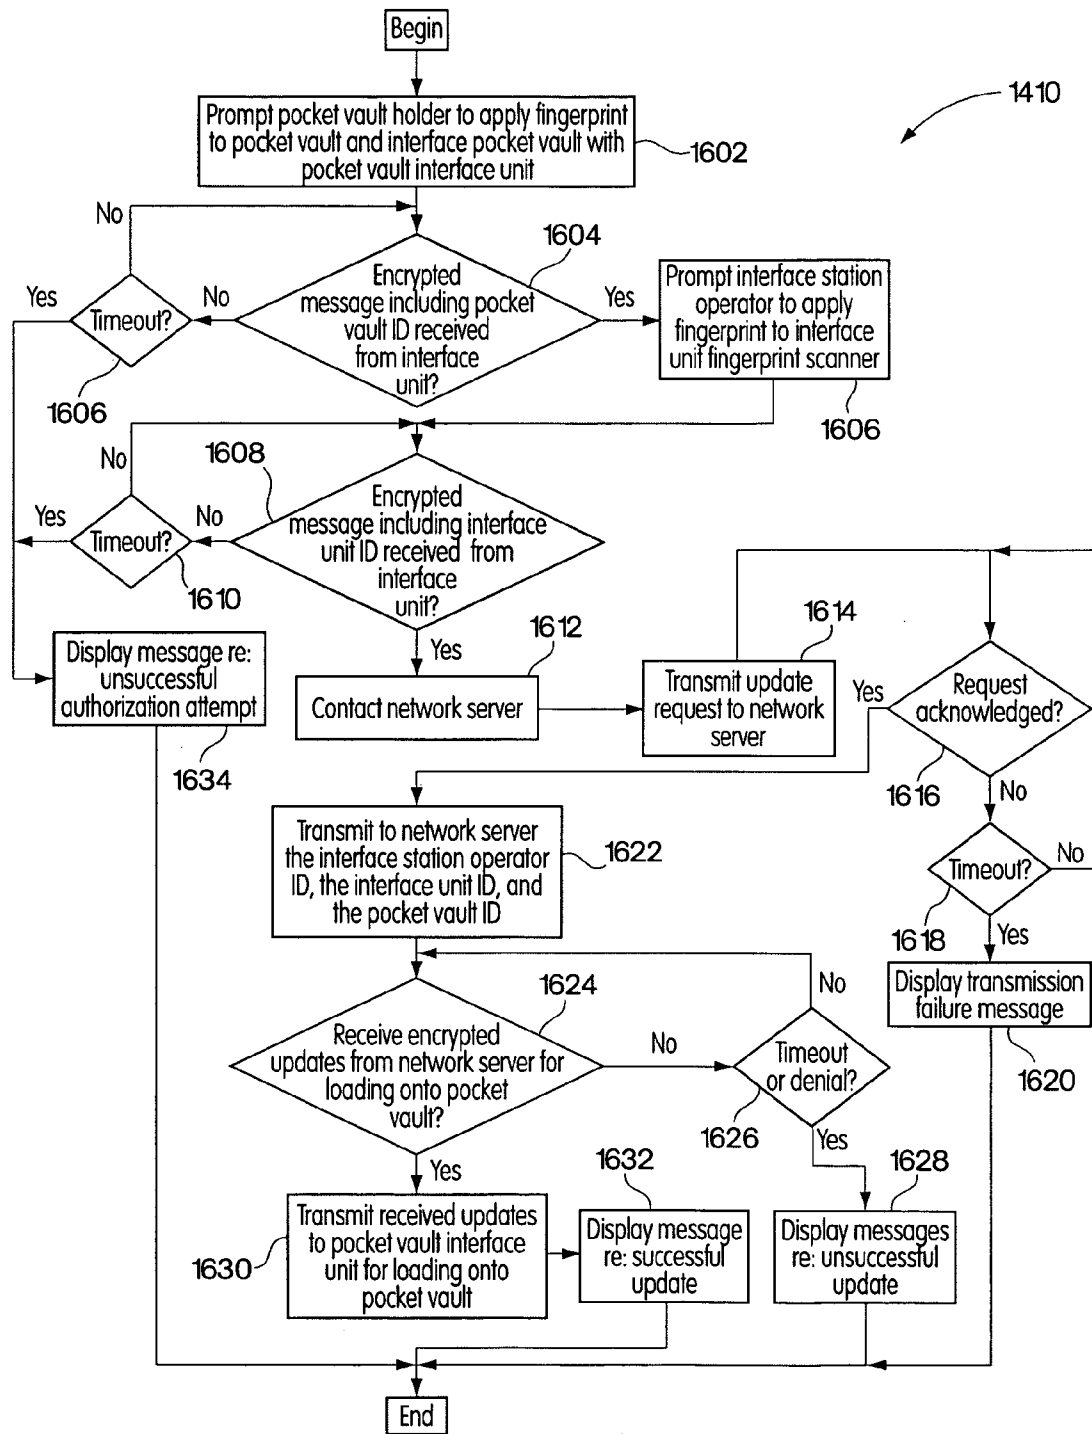 Begin
1410
Prompt pocket vault holder to apply fingerprint
to pocket vault and interface pocket vault with
pocket vault interface unit
1602
No
1604
Encrypted
message including pocket
vault ID received
from interface
unit?
Yes
No
Timeout?
Yes
1606
Prompt interface station
operator to apply
fingerprint to interface
unit fingerprint scanner
1606
No
1608
Encrypted
message including interface
unit ID received from
interface
unit?
No
Timeout?
Yes
1610
Yes
1612
Contact network server
1614
Transmit update
request to network
server
Display message re:
unsuccessful
authorization attempt
1634
Yes
Request
acknowledged?
1616
No
Timeout?
No
1618
Yes
Display transmission
failure message
1620
Transmit to network server
the interface station operator
ID, the interface unit ID, and
the pocket vault ID
1622
1624
Receive encrypted
updates from network server for
loading onto pocket
vault?
No
No
Timeout
or denial?
1626
Yes
Yes
1632
1628
Transmit received updates
to pocket vault interface
unit for loading onto
pocket vault
1630
Display message
re: successful
update
Display messages
re: unsuccessful
update
End